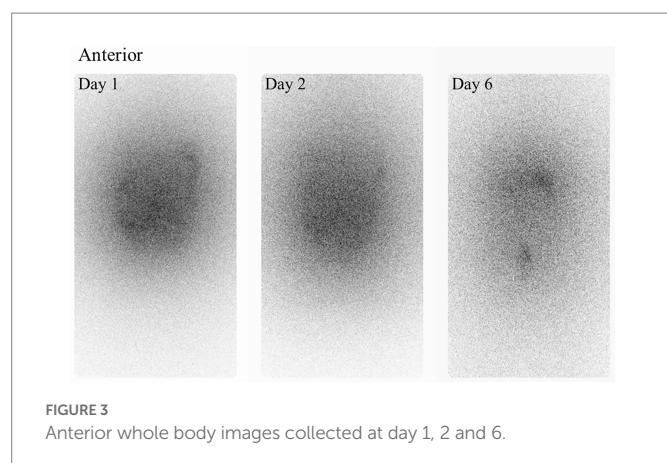 Anterior
Day 1
Day 2
Day 6
FIGURE 3
Anterior whole body images collected at day 1, 2 and 6.